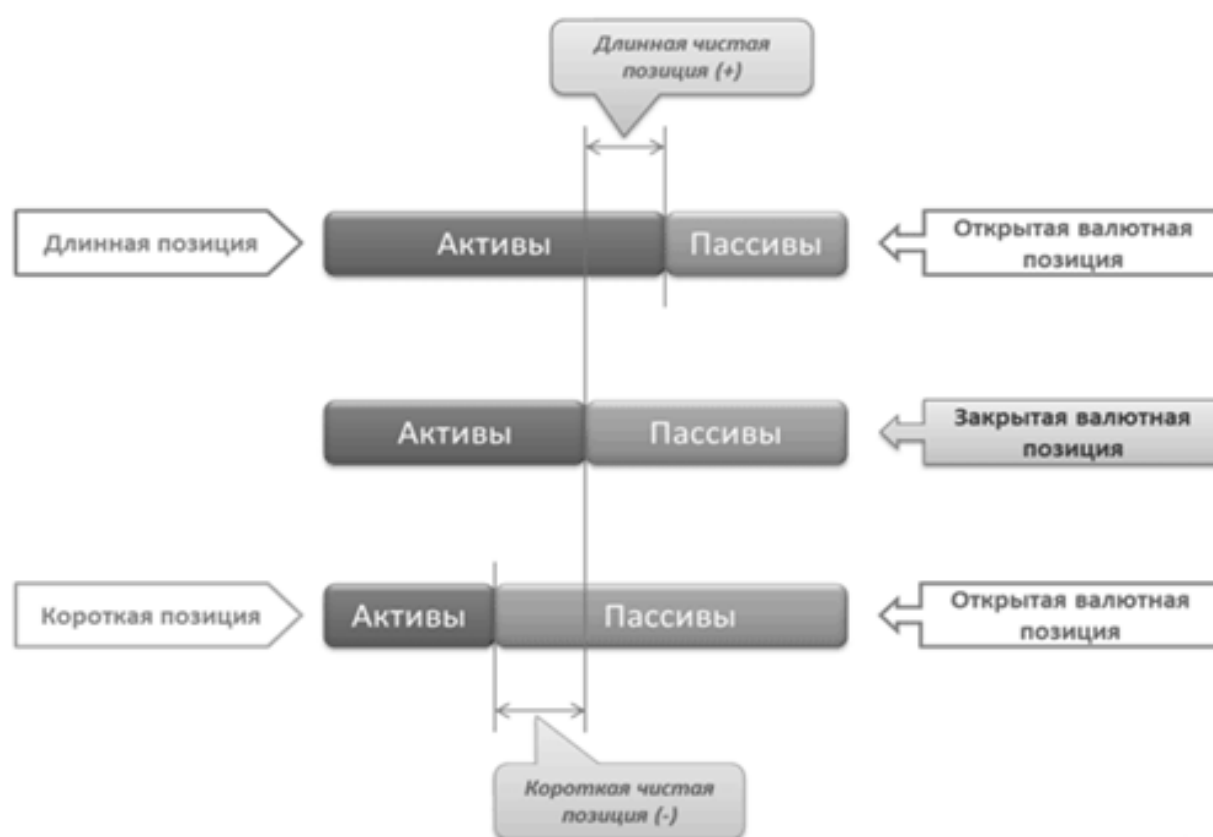 Длинная чистая
позиция (+)
Длинная позиция
Активы
Пассивы
Открытая валютная
позиция
Активы
Пассивы
Закрытая валютная
позиция
Короткая позиция
Активы
Пассивы
Открытая валютная
позиция
Короткая чистая
позиция (-)